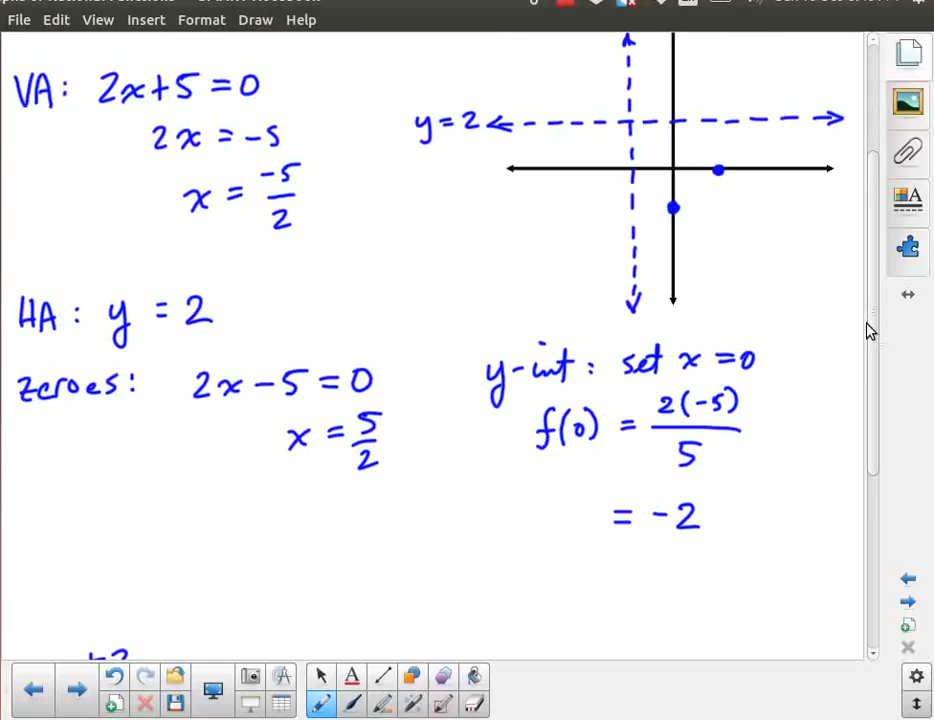 File Edit View Insert Format Draw Help
VA: 2x+5=0
2x = -5
x = -5/2
y=2
HA: y = 2
zeroes: 2x-5=0
x = 5/2
y-int: set x=0
f(0) = 2(-5)/5
= -2
A
A